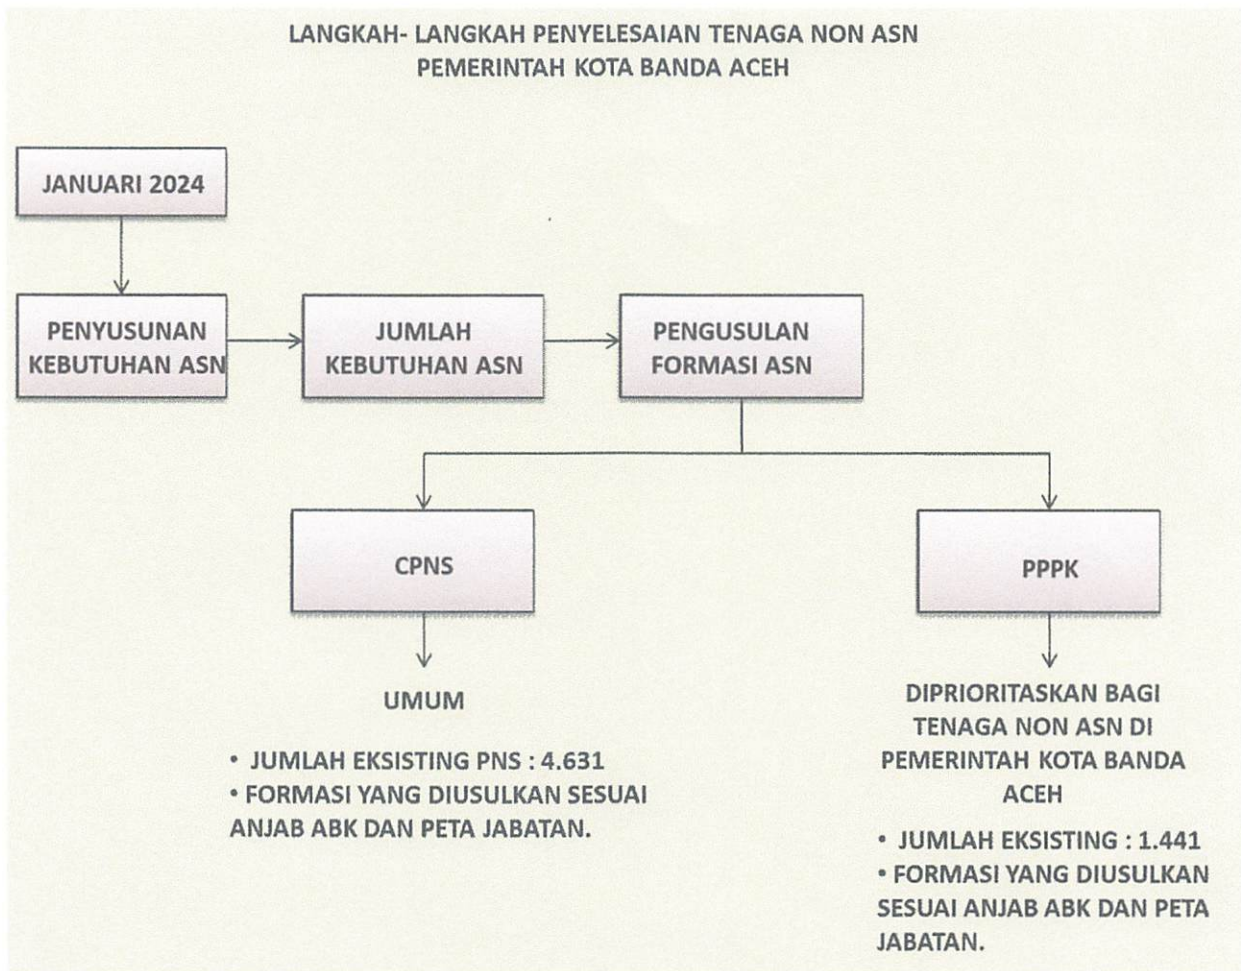 LANGKAH- LANGKAH PENYELESAIAN TENAGA NON ASN
PEMERINTAH KOTA BANDA ACEH
JANUARI 2024
PENYUSUNAN
KEBUTUHAN ASN
JUMLAH
KEBUTUHAN ASN
PENGUSULAN
FORMASI ASN
CPNS
UMUM
• JUMLAH EKSISTING PNS : 4.631
• FORMASI YANG DIUSULKAN SESUAI
ANJAB ABK DAN PETA JABATAN.
PPPK
DIPRIORITASKAN BAGI
TENAGA NON ASN DI
PEMERINTAH KOTA BANDA
ACEH
• JUMLAH EKSISTING : 1.441
• FORMASI YANG DIUSULKAN
SESUAI ANJAB ABK DAN PETA
JABATAN.